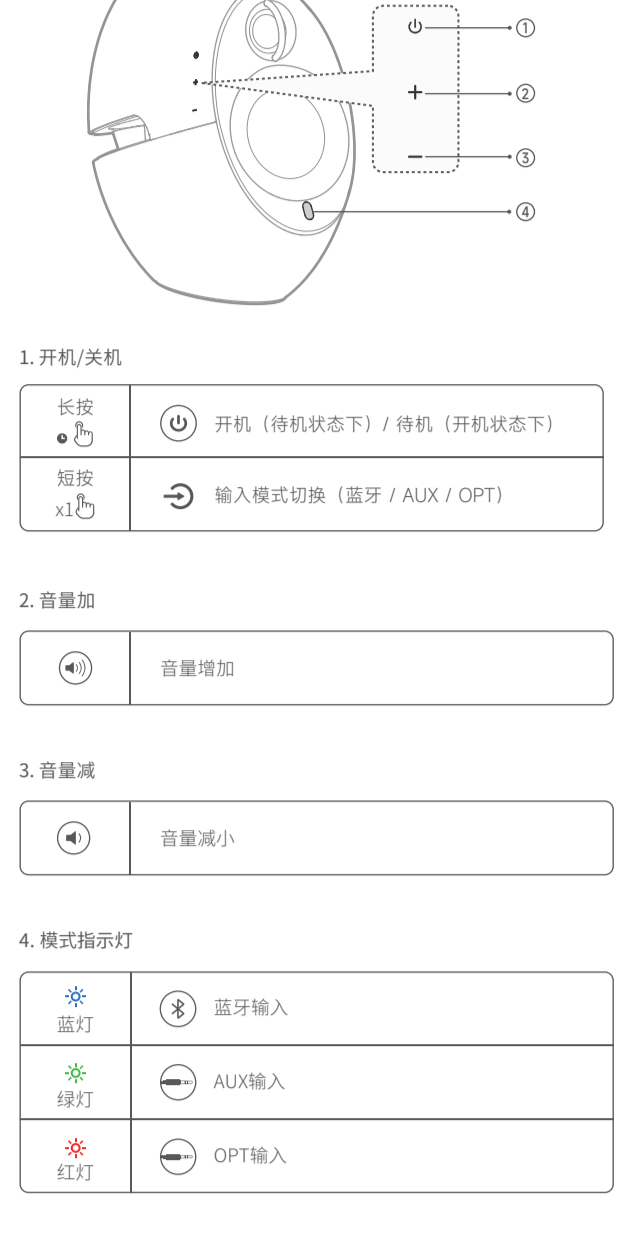 ①
②
③
④
1. 开机/关机
长按
开机（待机状态下）/ 待机（开机状态下）
短按
x1
输入模式切换（蓝牙 / AUX / OPT）
2. 音量加
音量增加
3. 音量减
音量减小
4. 模式指示灯
蓝灯
蓝牙输入
绿灯
AUX输入
红灯
OPT输入